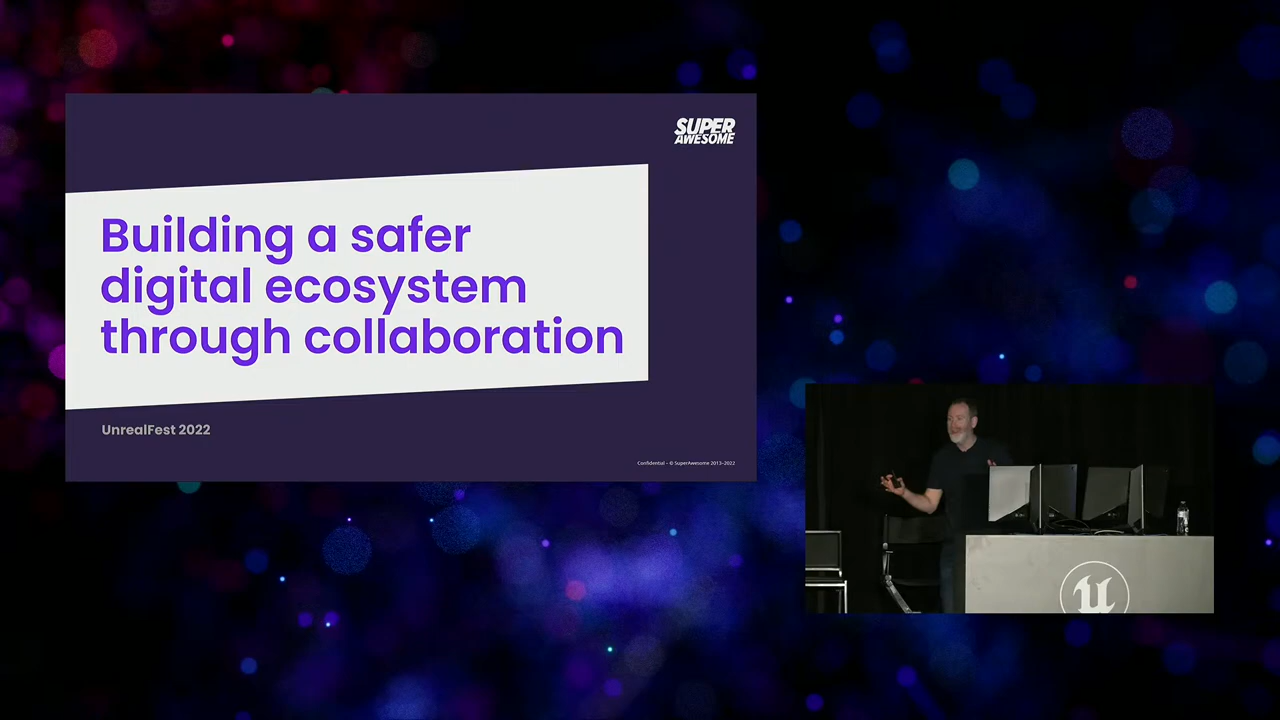 SUPER
AWESOME
Building a safer
digital ecosystem
through collaboration
UnrealFest 2022
Confidential – © SuperAwesome 2013–2022